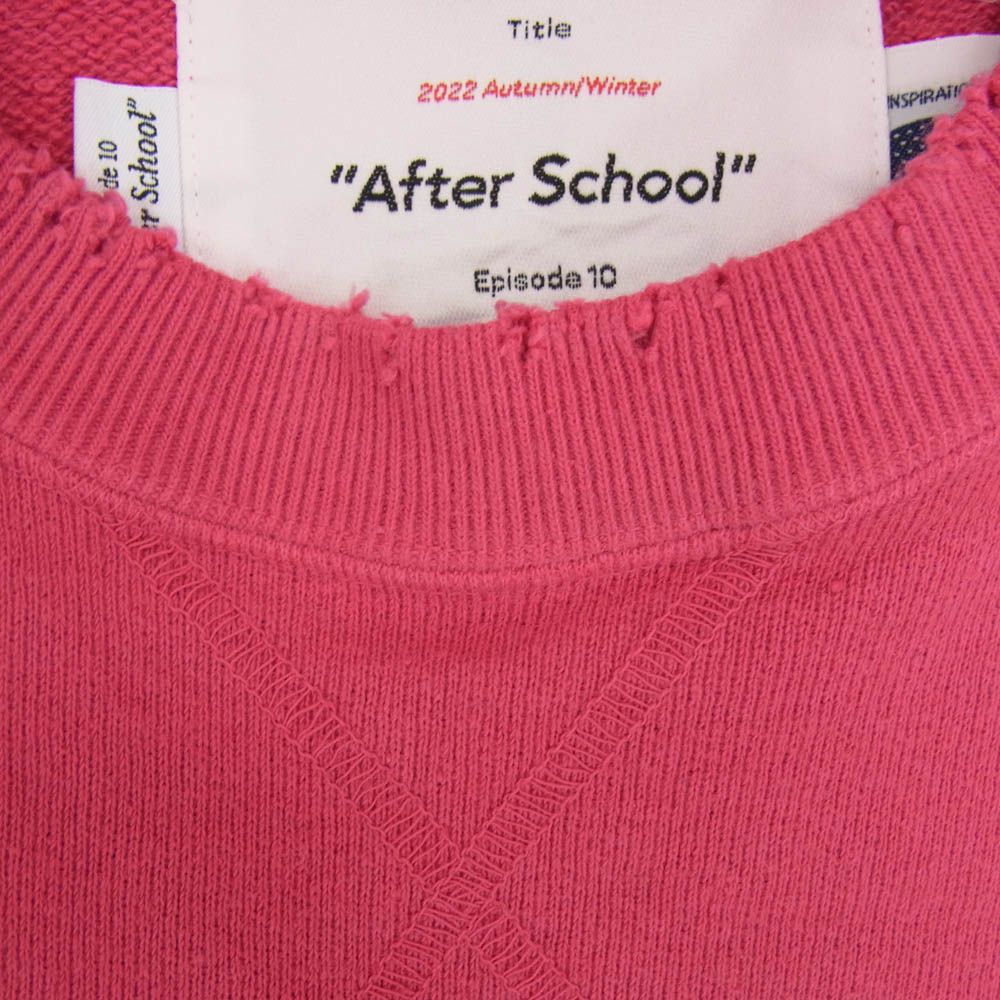 Title
2022 Autumn/Winter
"After School"
Episode 10
de 10
r School"
INSPIRATIO